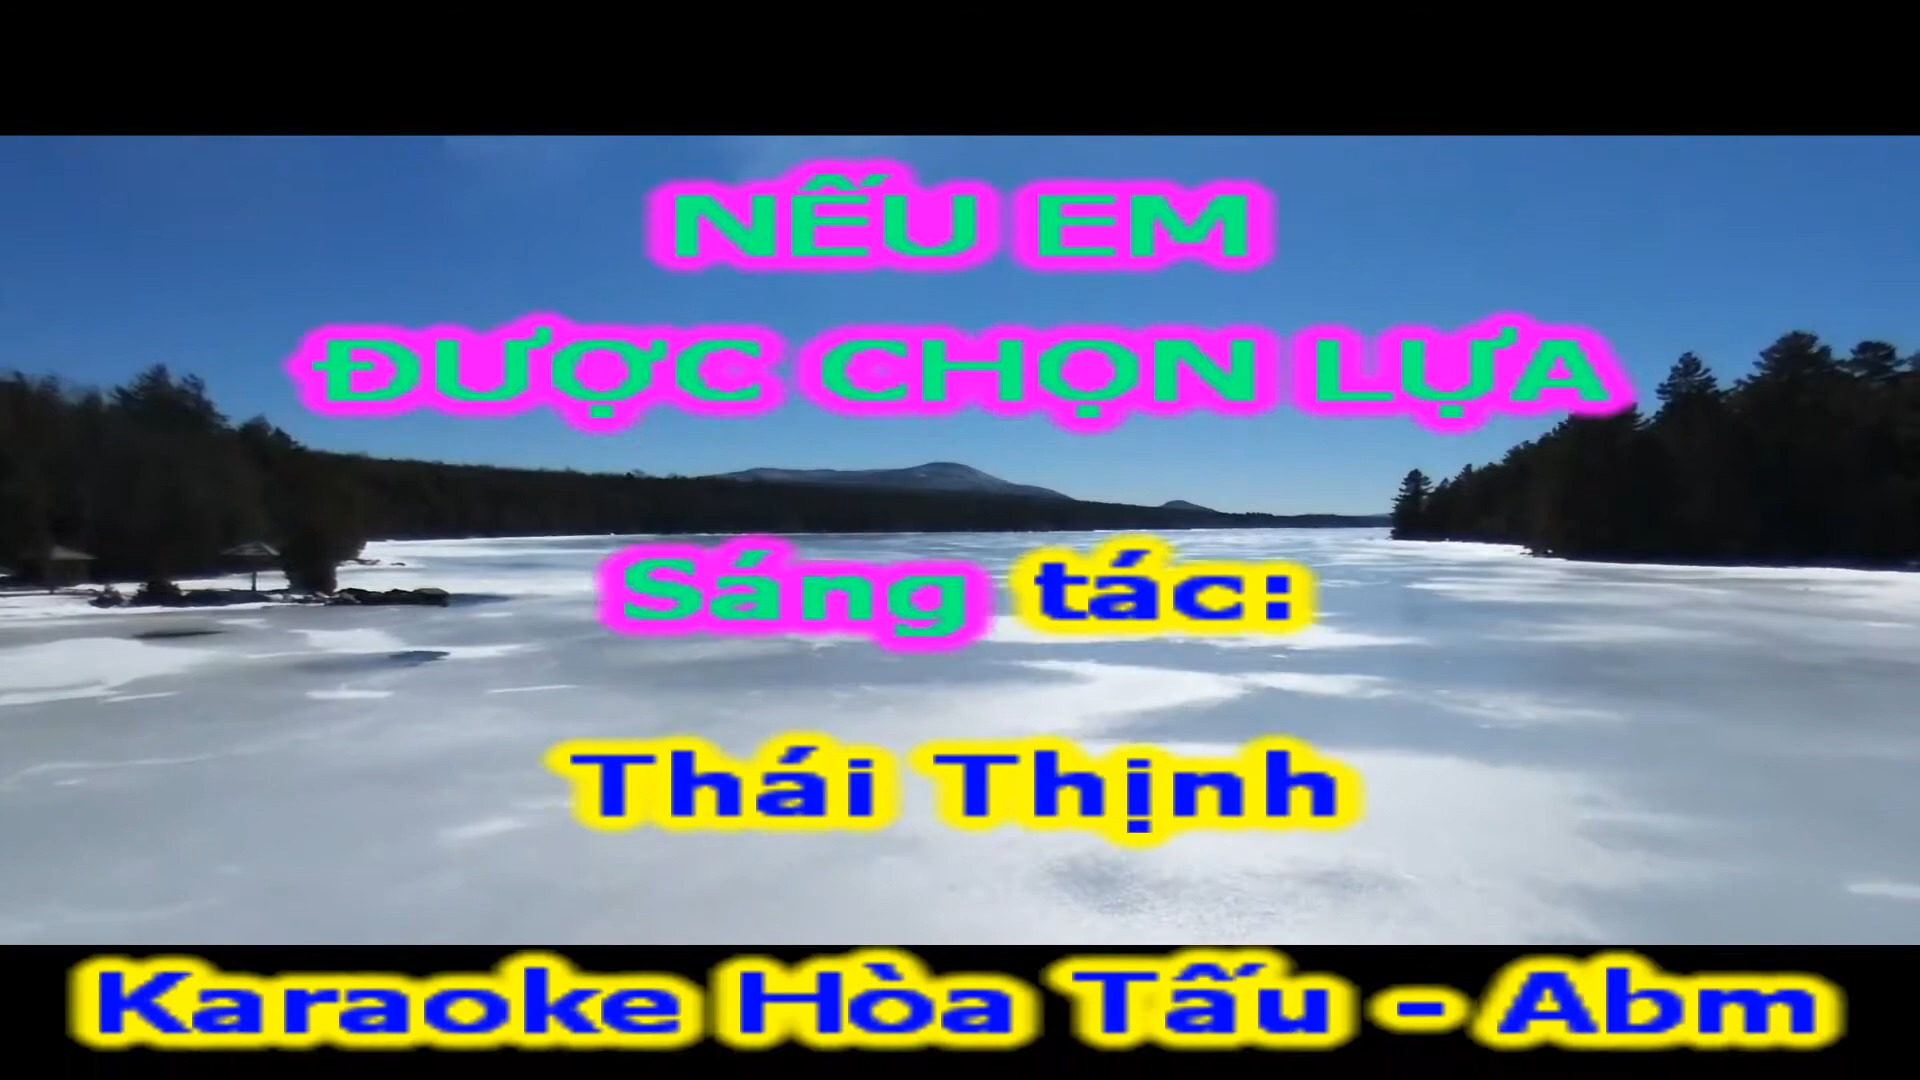 NẾU EM
ĐƯỢC CHỌN LỰA
Sáng tác:
Thái Thịnh
Karaoke Hòa Tấu - Abm